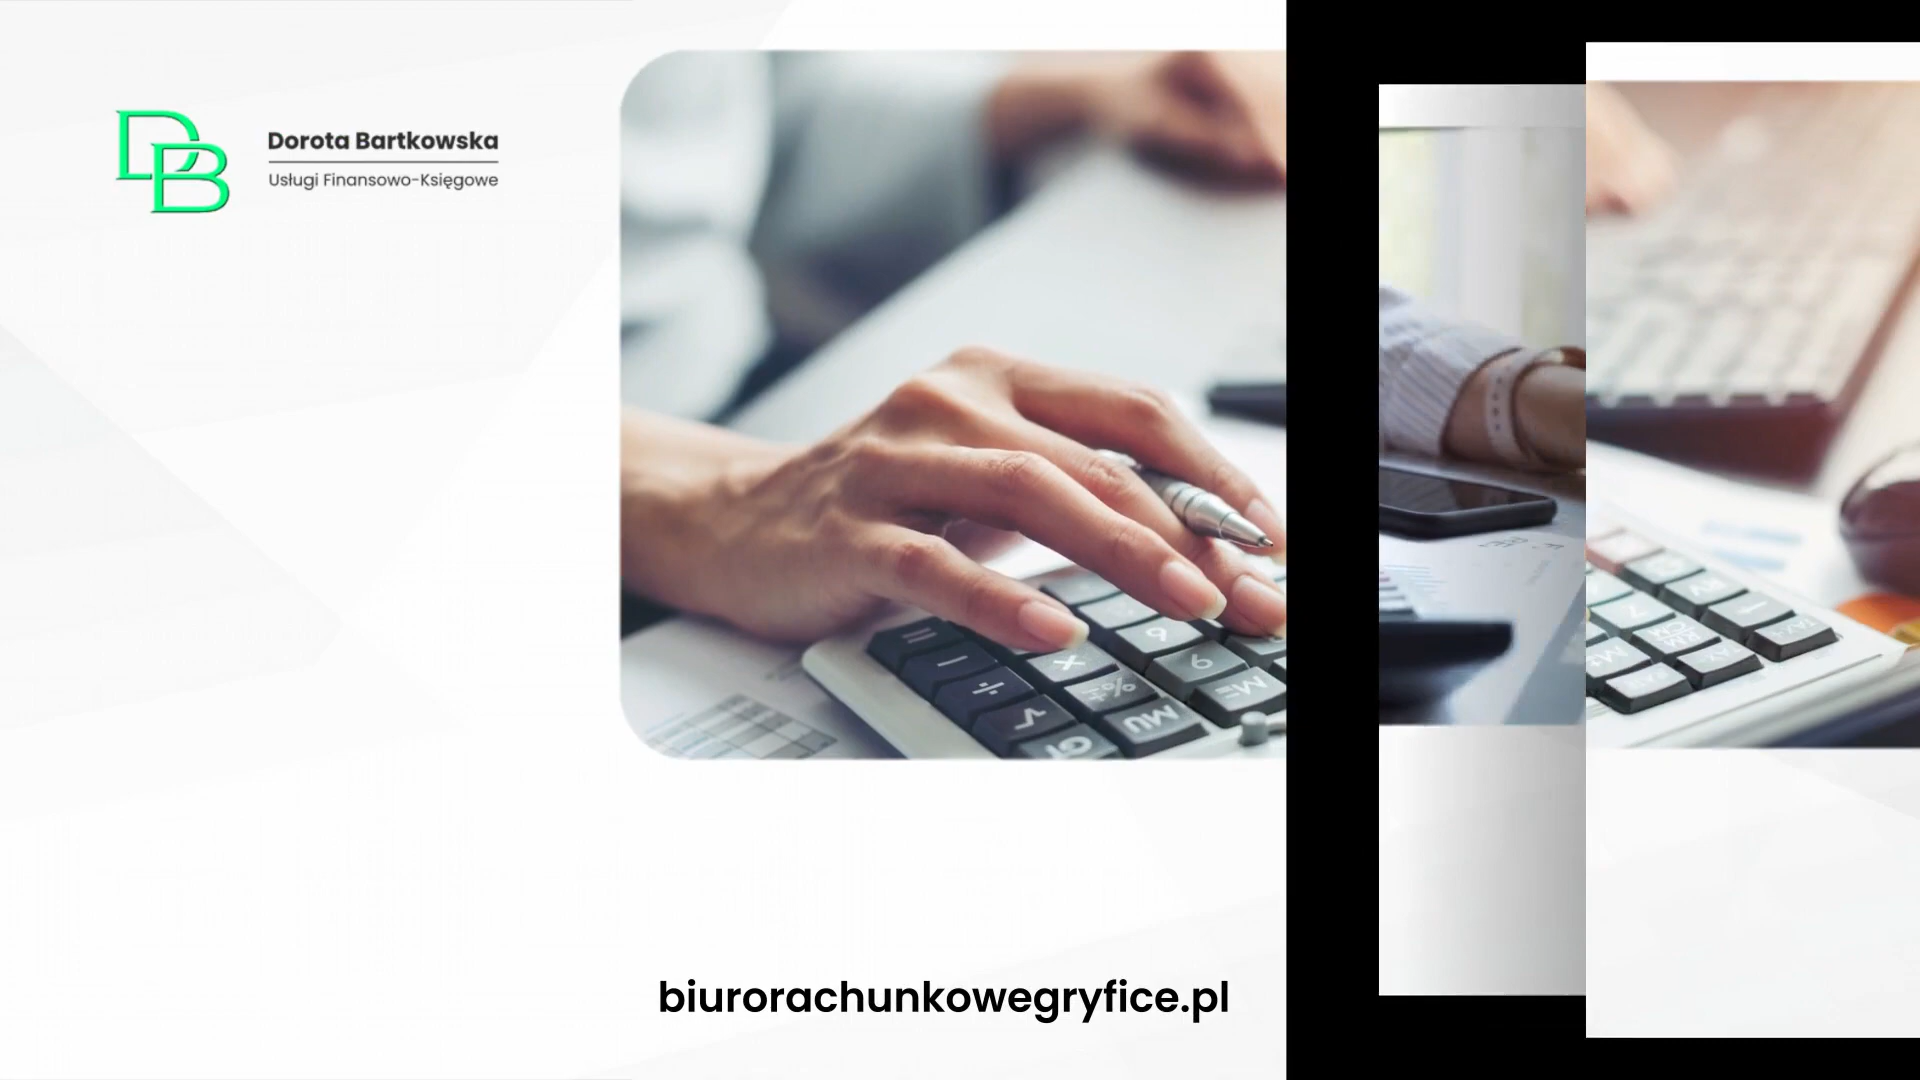 DB
Dorota Bartkowska
Usługi Finansowo-Księgowe
biurorachunkowegryfice.pl